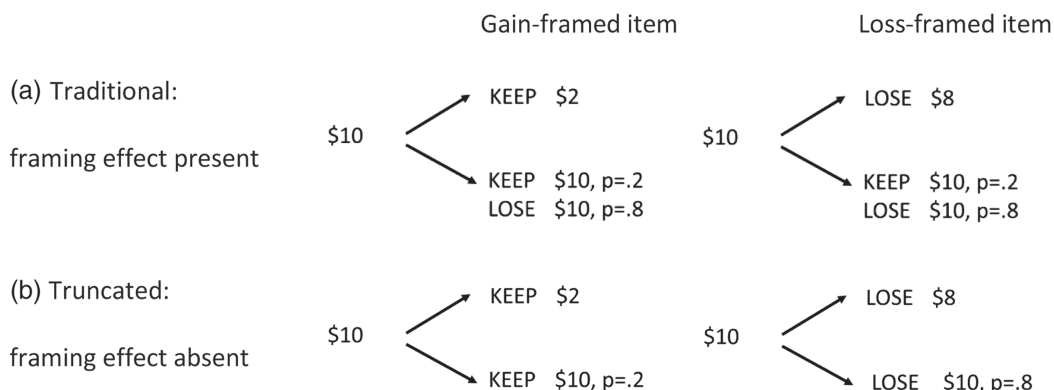 Gain-framed item Loss-framed item
(a) Traditional:
KEEP $2 LOSE $8
$10 $10
framing effect present
KEEP $10, p=.2 KEEP $10, p=.2
LOSE $10, p=.8 LOSE $10, p=.8
(b) Truncated:
KEEP $2 LOSE $8
$10 $10
framing effect absent
KEEP $10, p=.2 LOSE $10, p=.8